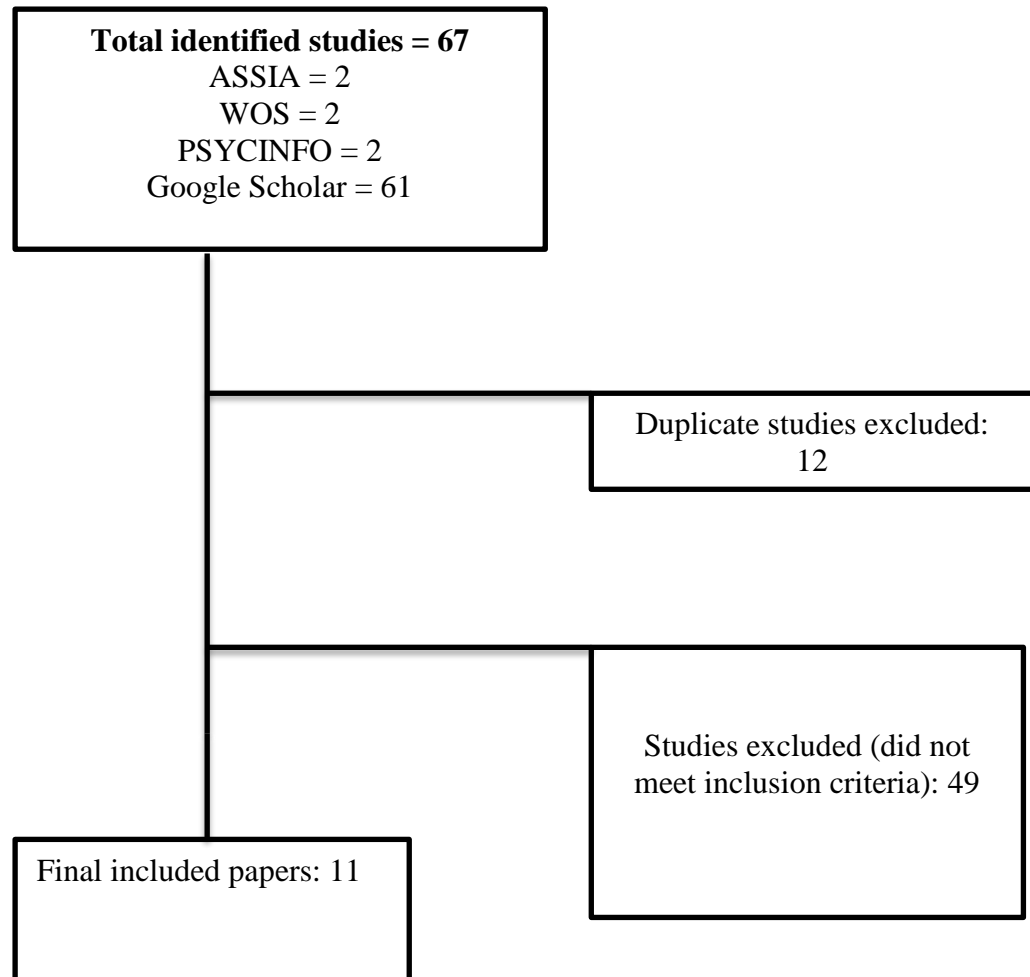 Total identified studies = 67
ASSIA = 2
WOS = 2
PSYCINFO = 2
Google Scholar = 61
Duplicate studies excluded:
12
Studies excluded (did not
meet inclusion criteria): 49
Final included papers: 11